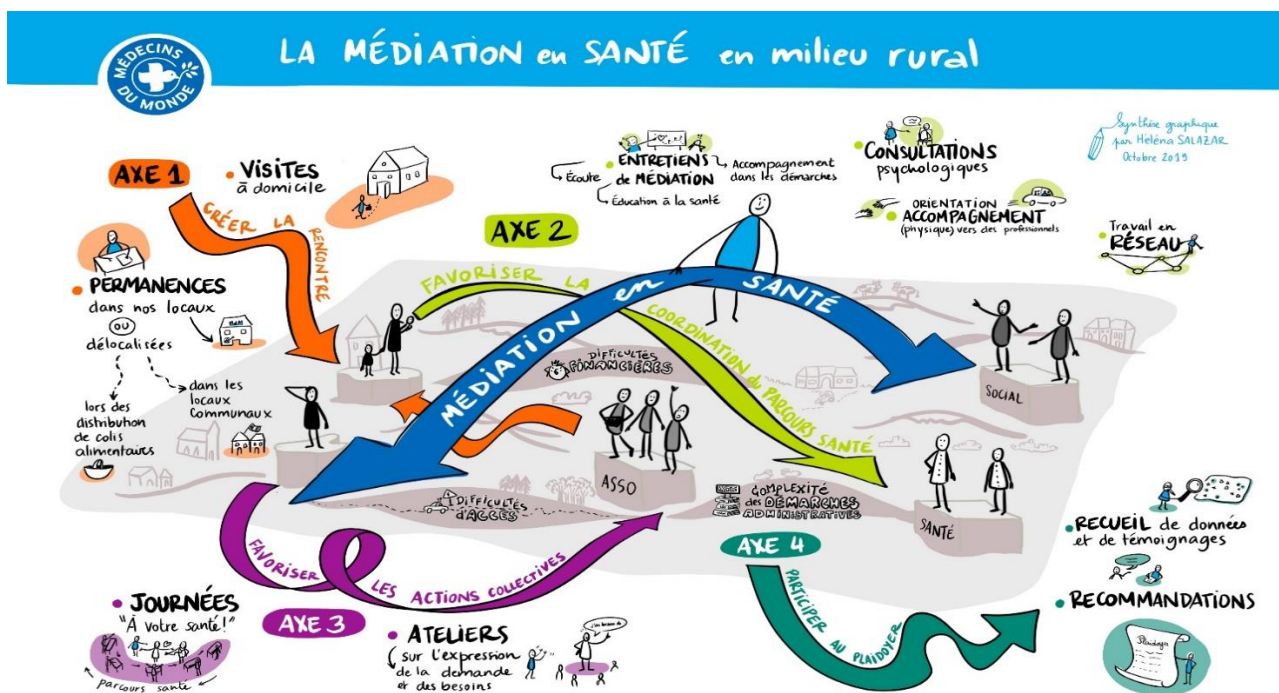 MÉDECINS
DU MONDE
LA MÉDIATION en SANTÉ en milieu rural
Synthèse graphique
par Héléna SALAZAR
Octobre 2019
AXE 1
CRÉER LA RENCONTRE
• VISITES
à domicile
• PERMANENCES
dans nos locaux
MdM
OU
délocalisées
lors des
distribution
de colis
alimentaires
dans les
locaux
Communaux
AXE 2
FAVORISER LA COORDINATION du PARCOURS SANTÉ
• ENTRETIENS
de MÉDIATION
Écoute
Éducation à la santé
Accompagnement
dans les démarches
• CONSULTATIONS
psychologiques
ORIENTATION
• ACCOMPAGNEMENT
(physique) vers des professionnels
• Travail en
RÉSEAU
MÉDIATION en SANTÉ
DIFFICULTÉS
FINANCIÈRES
SOCIAL
ASSO
SANTÉ
DIFFICULTÉS
D'ACCÈS
COMPLEXITÉ
des DÉMARCHES
ADMINISTRATIVES
FAVORISER LES ACTIONS COLLECTIVES
AXE 3
• JOURNÉES
"À votre santé!"
parcours santé
• ATELIERS
sur l'expression
de la demande
et des besoins
AXE 4
PARTICIPER AU PLAIDOYER
• RECUEIL de données
et de témoignages
• RECOMMANDATIONS
Plaidoyer